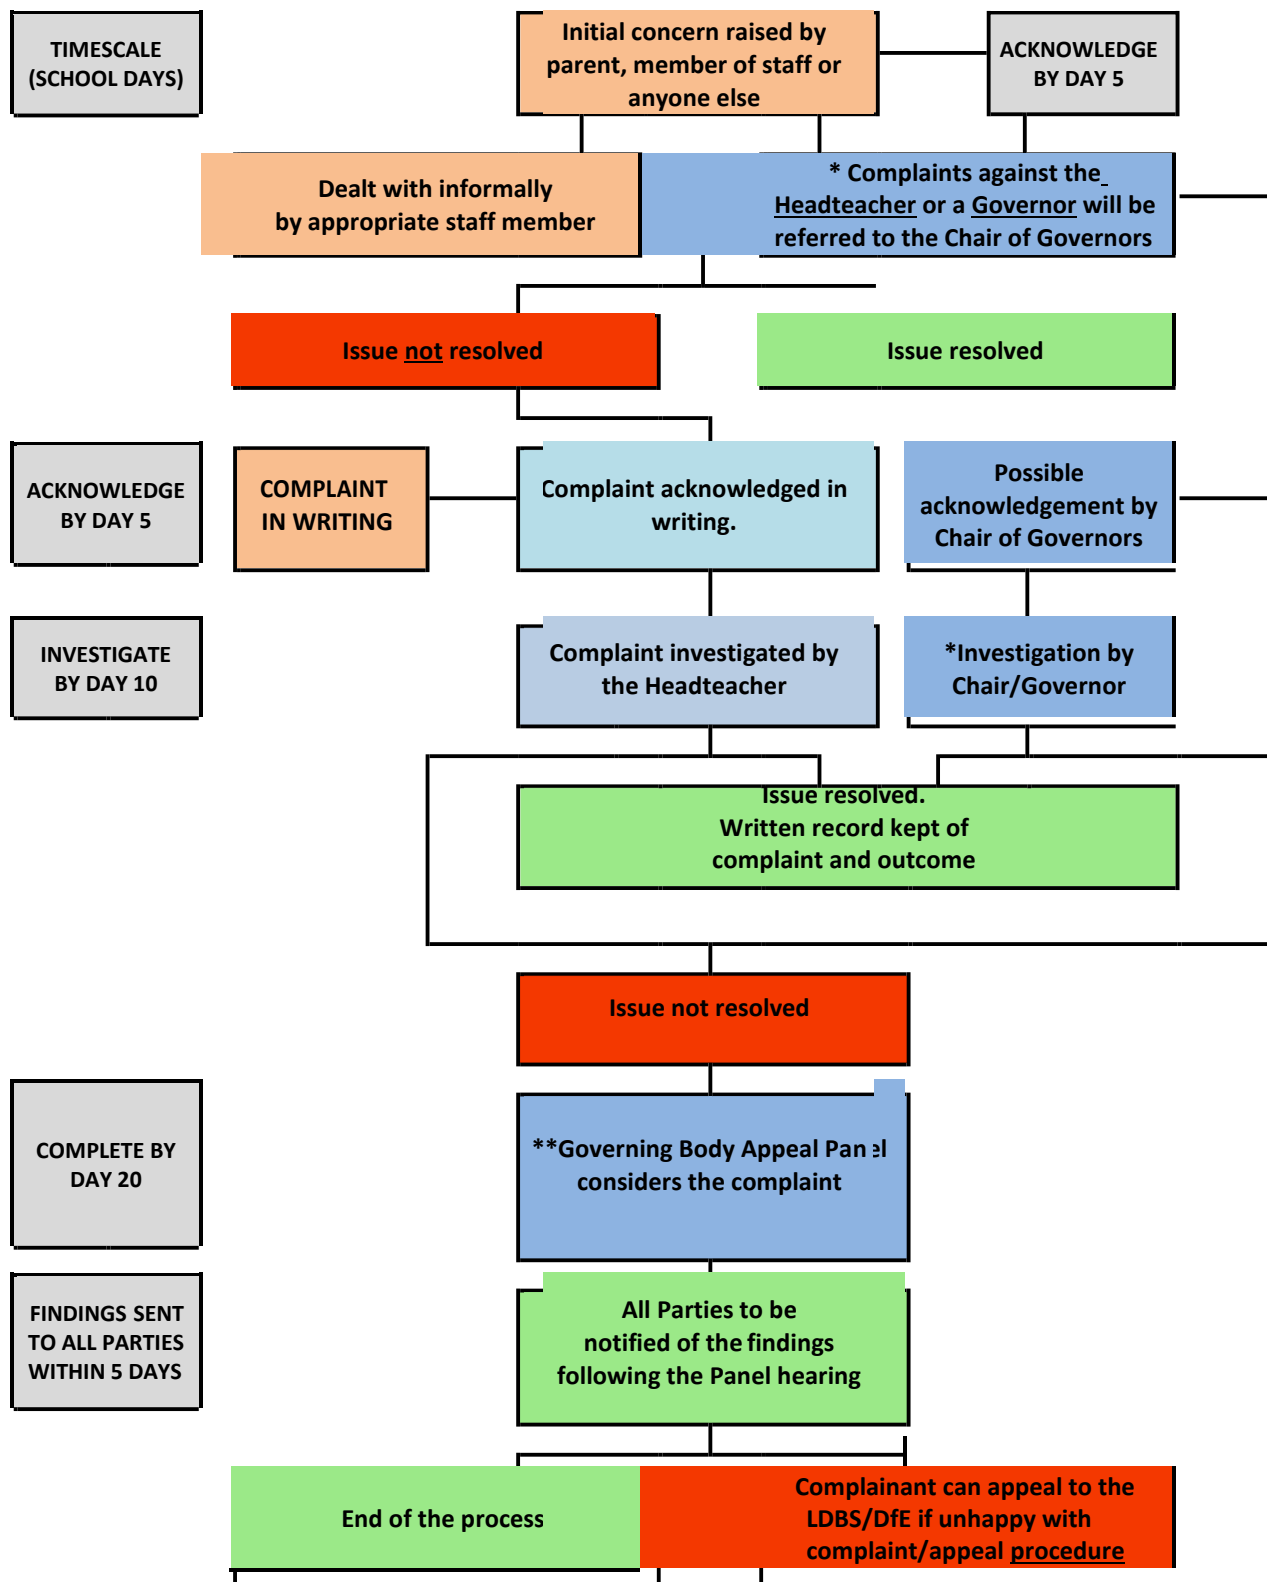 TIMESCALE
(SCHOOL DAYS)
Initial concern raised by
parent, member of staff or
anyone else
ACKNOWLEDGE
BY DAY 5
Dealt with informally
by appropriate staff member
* Complaints against the
Headteacher or a Governor will be
referred to the Chair of Governors
Issue not resolved
Issue resolved
ACKNOWLEDGE
BY DAY 5
COMPLAINT
IN WRITING
Complaint acknowledged in
writing.
Possible
acknowledgement by
Chair of Governors
INVESTIGATE
BY DAY 10
Complaint investigated by
the Headteacher
*Investigation by
Chair/Governor
Issue resolved.
Written record kept of
complaint and outcome
Issue not resolved
COMPLETE BY
DAY 20
**Governing Body Appeal Panel
considers the complaint
FINDINGS SENT
TO ALL PARTIES
WITHIN 5 DAYS
All Parties to be
notified of the findings
following the Panel hearing
End of the process
Complainant can appeal to the
LDBS/DfE if unhappy with
complaint/appeal procedure